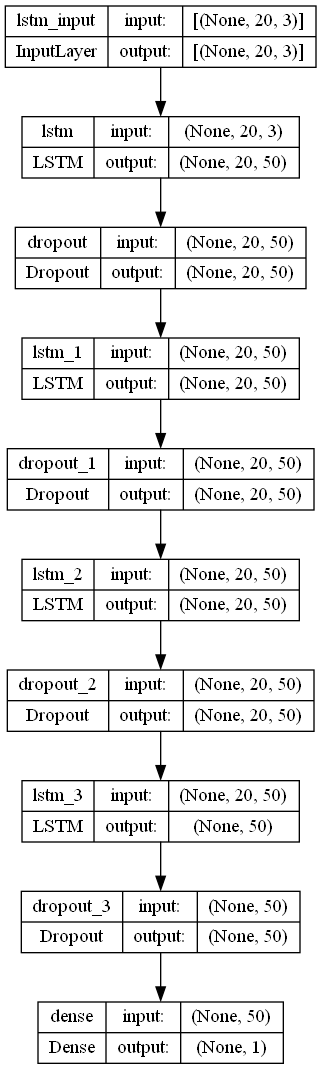 lstm_input input: [(None, 20, 3)]
InputLayer output: [(None, 20, 3)]
lstm input: (None, 20, 3)
LSTM output: (None, 20, 50)
dropout input: (None, 20, 50)
Dropout output: (None, 20, 50)
lstm_1 input: (None, 20, 50)
LSTM output: (None, 20, 50)
dropout_1 input: (None, 20, 50)
Dropout output: (None, 20, 50)
lstm_2 input: (None, 20, 50)
LSTM output: (None, 20, 50)
dropout_2 input: (None, 20, 50)
Dropout output: (None, 20, 50)
lstm_3 input: (None, 20, 50)
LSTM output: (None, 50)
dropout_3 input: (None, 50)
Dropout output: (None, 50)
dense input: (None, 50)
Dense output: (None, 1)